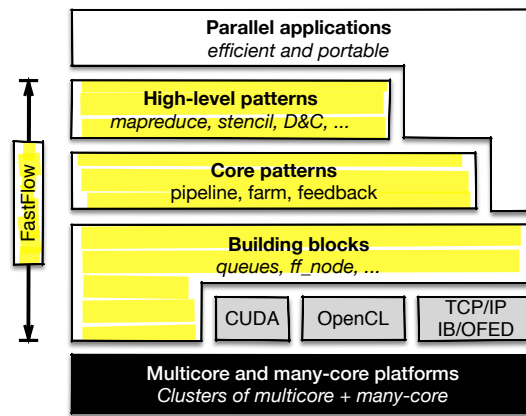 Parallel applications
efficient and portable
High-level patterns
mapreduce, stencil, D&C, ...
FastFlow
Core patterns
pipeline, farm, feedback
Building blocks
queues, ff_node, ...
CUDA
OpenCL
TCP/IP
IB/OFED
Multicore and many-core platforms
Clusters of multicore + many-core